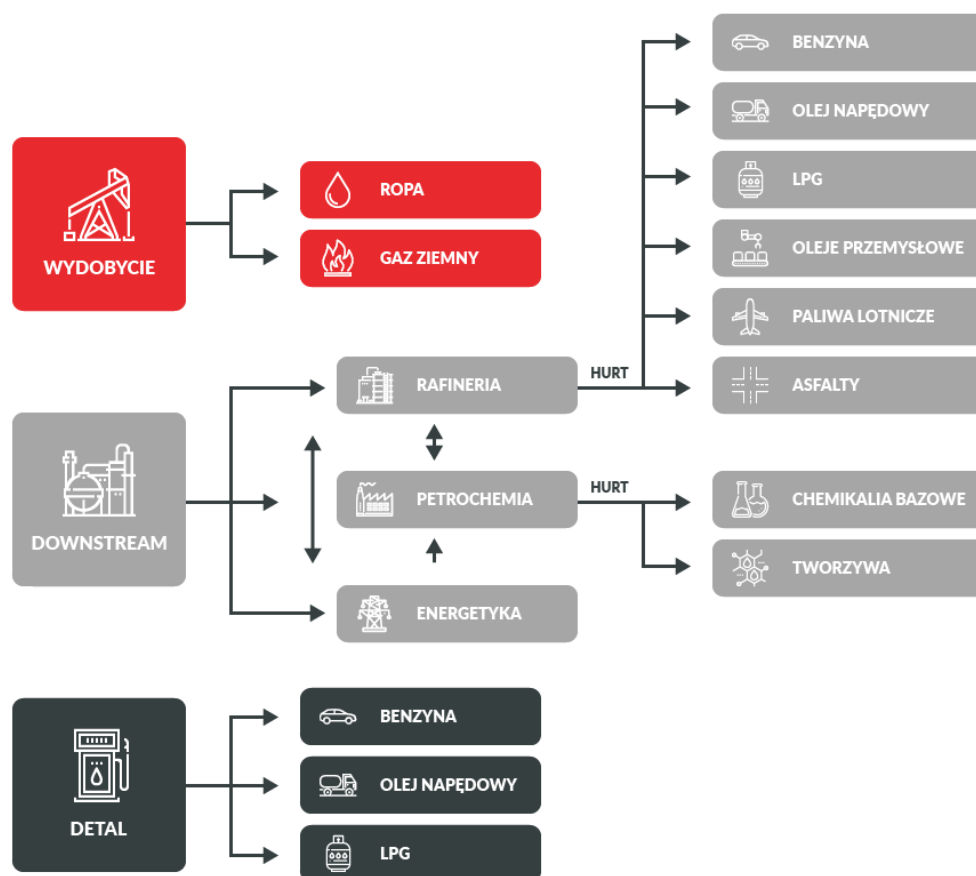 WYDOBYCIE
ROPA
GAZ ZIEMNY
DOWNSTREAM
RAFINERIA
HURT
BENZYNA
OLEJ NAPĘDOWY
LPG
OLEJE PRZEMYSŁOWE
PALIWA LOTNICZE
ASFALTY
PETROCHEMIA
HURT
CHEMIKALIA BAZOWE
TWORZYWA
ENERGETYKA
DETAL
BENZYNA
OLEJ NAPĘDOWY
LPG